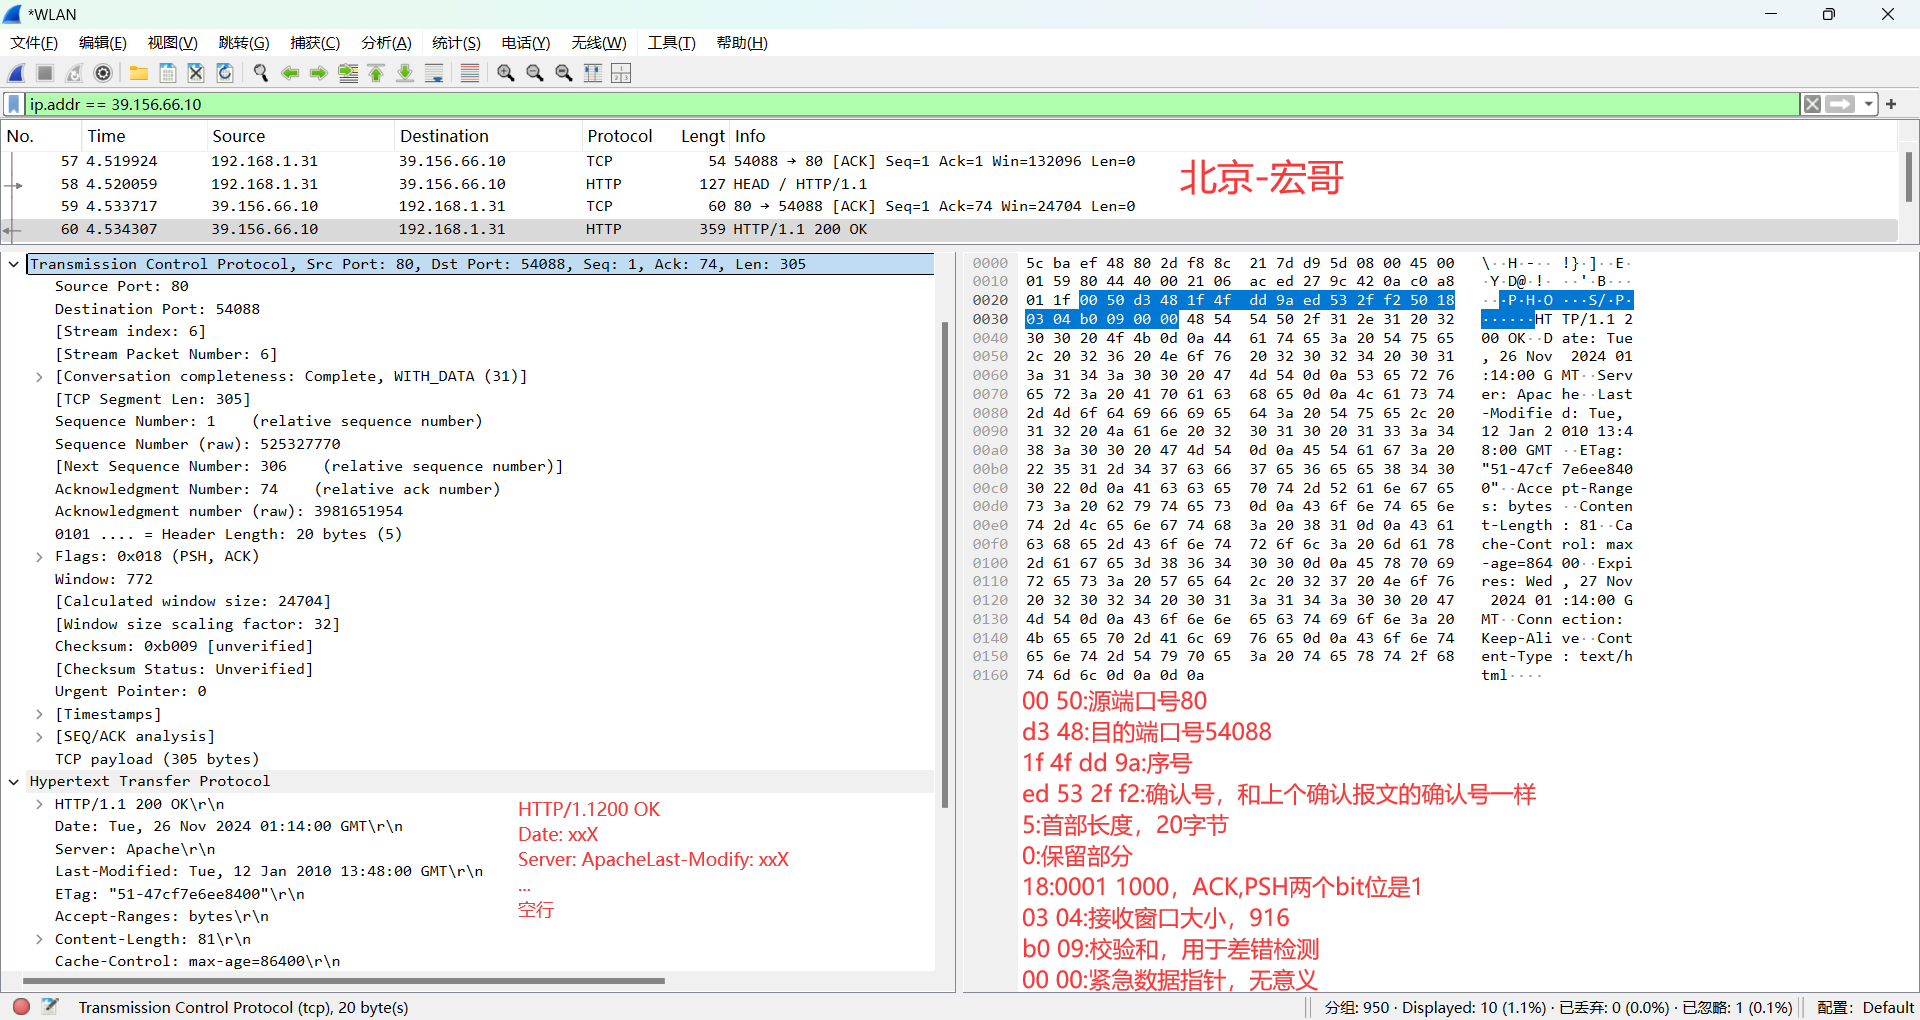 *WLAN
文件(F) 编辑(E) 视图(V) 跳转(G) 捕获(C) 分析(A) 统计(S) 电话(Y) 无线(W) 工具(T) 帮助(H)
ip.addr == 39.156.66.10
No. Time Source Destination Protocol Lengt Info
57 4.519924 192.168.1.31 39.156.66.10 TCP 54 54088 → 80 [ACK] Seq=1 Ack=1 Win=132096 Len=0
58 4.520059 192.168.1.31 39.156.66.10 HTTP 127 HEAD / HTTP/1.1
59 4.533717 39.156.66.10 192.168.1.31 TCP 60 80 → 54088 [ACK] Seq=1 Ack=74 Win=24704 Len=0
60 4.534307 39.156.66.10 192.168.1.31 HTTP 359 HTTP/1.1 200 OK
北京-宏哥
Transmission Control Protocol, Src Port: 80, Dst Port: 54088, Seq: 1, Ack: 74, Len: 305
Source Port: 80
Destination Port: 54088
[Stream index: 6]
[Stream Packet Number: 6]
[Conversation completeness: Complete, WITH_DATA (31)]
[TCP Segment Len: 305]
Sequence Number: 1 (relative sequence number)
Sequence Number (raw): 525327770
[Next Sequence Number: 306 (relative sequence number)]
Acknowledgment Number: 74 (relative ack number)
Acknowledgment number (raw): 3981651954
0101 .... = Header Length: 20 bytes (5)
Flags: 0x018 (PSH, ACK)
Window: 772
[Calculated window size: 24704]
[Window size scaling factor: 32]
Checksum: 0xb009 [unverified]
[Checksum Status: Unverified]
Urgent Pointer: 0
[Timestamps]
[SEQ/ACK analysis]
TCP payload (305 bytes)
Hypertext Transfer Protocol
HTTP/1.1 200 OK\r\n
Date: Tue, 26 Nov 2024 01:14:00 GMT\r\n
Server: Apache\r\n
Last-Modified: Tue, 12 Jan 2010 13:48:00 GMT\r\n
ETag: "51-47cf7e6ee8400"\r\n
Accept-Ranges: bytes\r\n
Content-Length: 81\r\n
Cache-Control: max-age=86400\r\n
HTTP/1.1200 OK
Date: xxX
Server: ApacheLast-Modify: xxX
...
空行
0000 5c ba ef 48 80 2d f8 8c 21 7d d9 5d 08 00 45 00 \··H·-·· !}·]··E·
0010 01 59 80 44 40 00 21 06 ac ed 27 9c 42 0a c0 a8 ·Y·D@·!· ··'·B···
0020 01 1f 00 50 d3 48 1f 4f dd 9a ed 53 2f f2 50 18 ···P·H·O ···S/·P·
0030 03 04 b0 09 00 00 48 54 54 50 2f 31 2e 31 20 32 ······HT TP/1.1 2
0040 30 30 20 4f 4b 0d 0a 44 61 74 65 3a 20 54 75 65 00 OK··D ate: Tue
0050 2c 20 32 36 20 4e 6f 76 20 32 30 32 34 20 30 31 , 26 Nov 2024 01
0060 3a 31 34 3a 30 30 20 47 4d 54 0d 0a 53 65 72 76 :14:00 G MT··Serv
0070 65 72 3a 20 41 70 61 63 68 65 0d 0a 4c 61 73 74 er: Apac he··Last
0080 2d 4d 6f 64 69 66 69 65 64 3a 20 54 75 65 2c 20 -Modifie d: Tue,
0090 31 32 20 4a 61 6e 20 32 30 31 30 20 31 33 3a 34 12 Jan 2 010 13:4
00a0 38 3a 30 30 20 47 4d 54 0d 0a 45 54 61 67 3a 20 8:00 GMT ··ETag:
00b0 22 35 31 2d 34 37 63 66 37 65 36 65 65 38 34 30 "51-47cf 7e6ee840
00c0 30 22 0d 0a 41 63 63 65 70 74 2d 52 61 6e 67 65 0"··Acce pt-Range
00d0 73 3a 20 62 79 74 65 73 0d 0a 43 6f 6e 74 65 6e s: bytes ··Conten
00e0 74 2d 4c 65 6e 67 74 68 3a 20 38 31 0d 0a 43 61 t-Length : 81··Ca
00f0 63 68 65 2d 43 6f 6e 74 72 6f 6c 3a 20 6d 61 78 che-Cont rol: max
0100 2d 61 67 65 3d 38 36 34 30 30 0d 0a 45 78 70 69 -age=864 00··Expi
0110 72 65 73 3a 20 57 65 64 2c 20 32 37 20 4e 6f 76 res: Wed , 27 Nov
0120 20 32 30 32 34 20 30 31 3a 31 34 3a 30 30 20 47 2024 01 :14:00 G
0130 4d 54 0d 0a 43 6f 6e 6e 65 63 74 69 6f 6e 3a 20 MT··Conn ection:
0140 4b 65 65 70 2d 41 6c 69 76 65 0d 0a 43 6f 6e 74 Keep-Ali ve··Cont
0150 65 6e 74 2d 54 79 70 65 3a 20 74 65 78 74 2f 68 ent-Type : text/h
0160 74 6d 6c 0d 0a 0d 0a tml····
00 50:源端口号80
d3 48:目的端口号54088
1f 4f dd 9a:序号
ed 53 2f f2:确认号，和上个确认报文的确认号一样
5:首部长度，20字节
0:保留部分
18:0001 1000，ACK,PSH两个bit位是1
03 04:接收窗口大小，916
b0 09:校验和，用于差错检测
00 00:紧急数据指针，无意义
Transmission Control Protocol (tcp), 20 byte(s)
分组: 950 · Displayed: 10 (1.1%) · 已丢弃: 0 (0.0%) · 已忽略: 1 (0.1%)
配置: Default